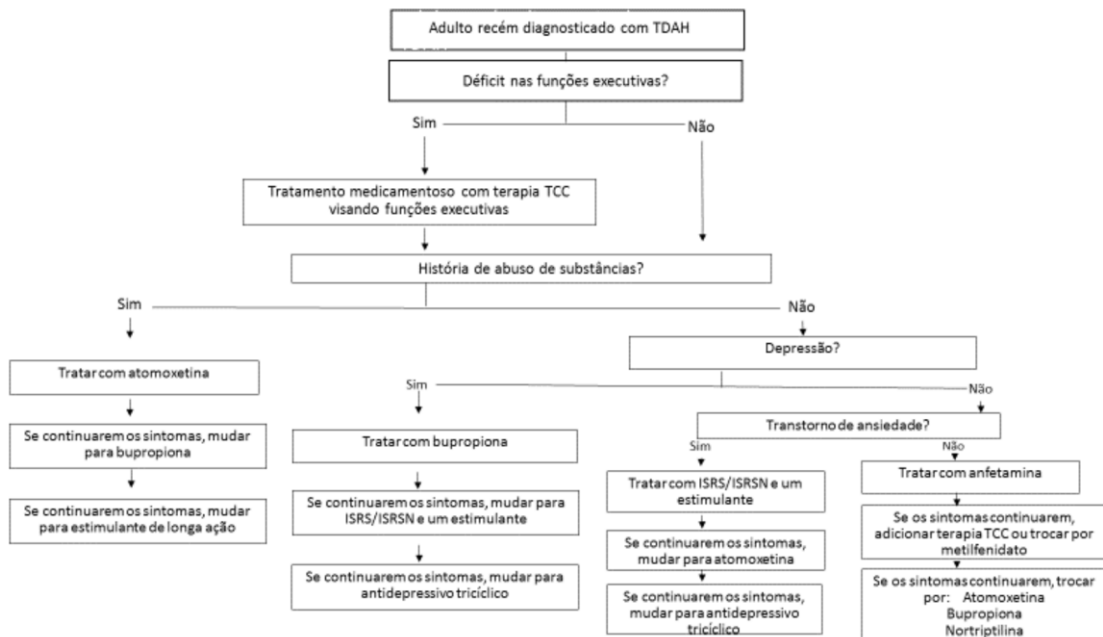 Adulto recém diagnosticado com TDAH
Déficit nas funções executivas?
Sim
Não
Tratamento medicamentoso com terapia TCC
visando funções executivas
História de abuso de substâncias?
Sim
Não
Depressão?
Tratar com atomoxetina
Sim
Não
Transtorno de ansiedade?
Se continuarem os sintomas, mudar
para bupropiona
Tratar com bupropiona
Sim
Não
Tratar com ISRS/ISRSN e um
estimulante
Tratar com anfetamina
Se continuarem os sintomas, mudar
para estimulante de longa ação
Se continuarem os sintomas, mudar para
ISRS/ISRSN e um estimulante
Se os sintomas continuarem,
adicionar terapia TCC ou trocar por
metilfenidato
Se continuarem os sintomas,
mudar para atomoxetina
Se continuarem os sintomas, mudar para
antidepressivo tricíclico
Se continuarem os sintomas,
mudar para antidepressivo
tricíclico
Se os sintomas continuarem, trocar
por: Atomoxetina
Bupropiona
Nortriptilina